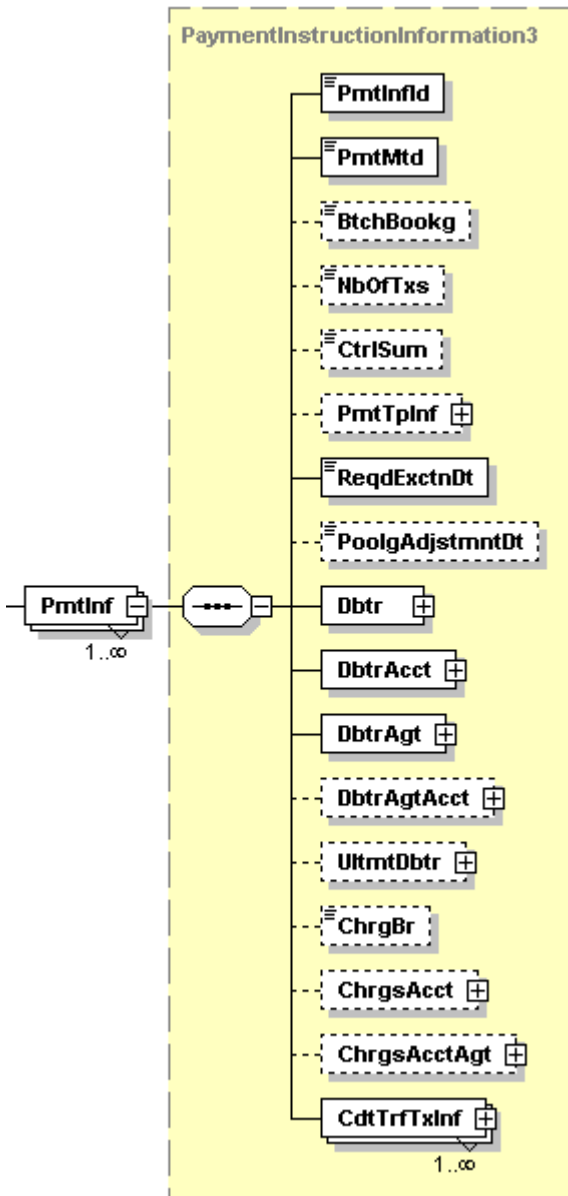 PaymentInstructionInformation3
PmtInfId
PmtMtd
BtchBookg
NbOfTxs
CtrlSum
PmtTpInf
ReqdExctnDt
PoolgAdjstmntDt
PmtInf
1..∞
Dbtr
DbtrAcct
DbtrAgt
DbtrAgtAcct
UltmtDbtr
ChrgBr
ChrgsAcct
ChrgsAcctAgt
CdtTrfTxInf
1..∞